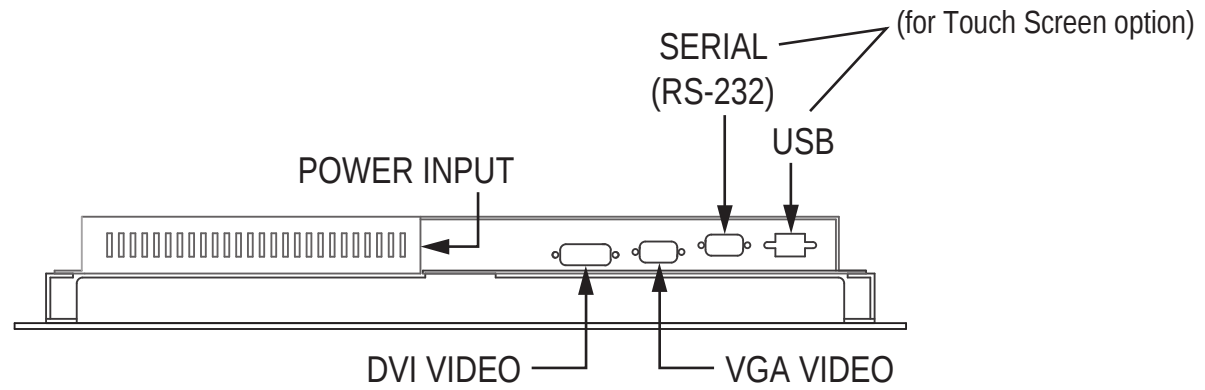 (for Touch Screen option)
SERIAL
(RS-232)
USB
POWER INPUT
DVI VIDEO
VGA VIDEO